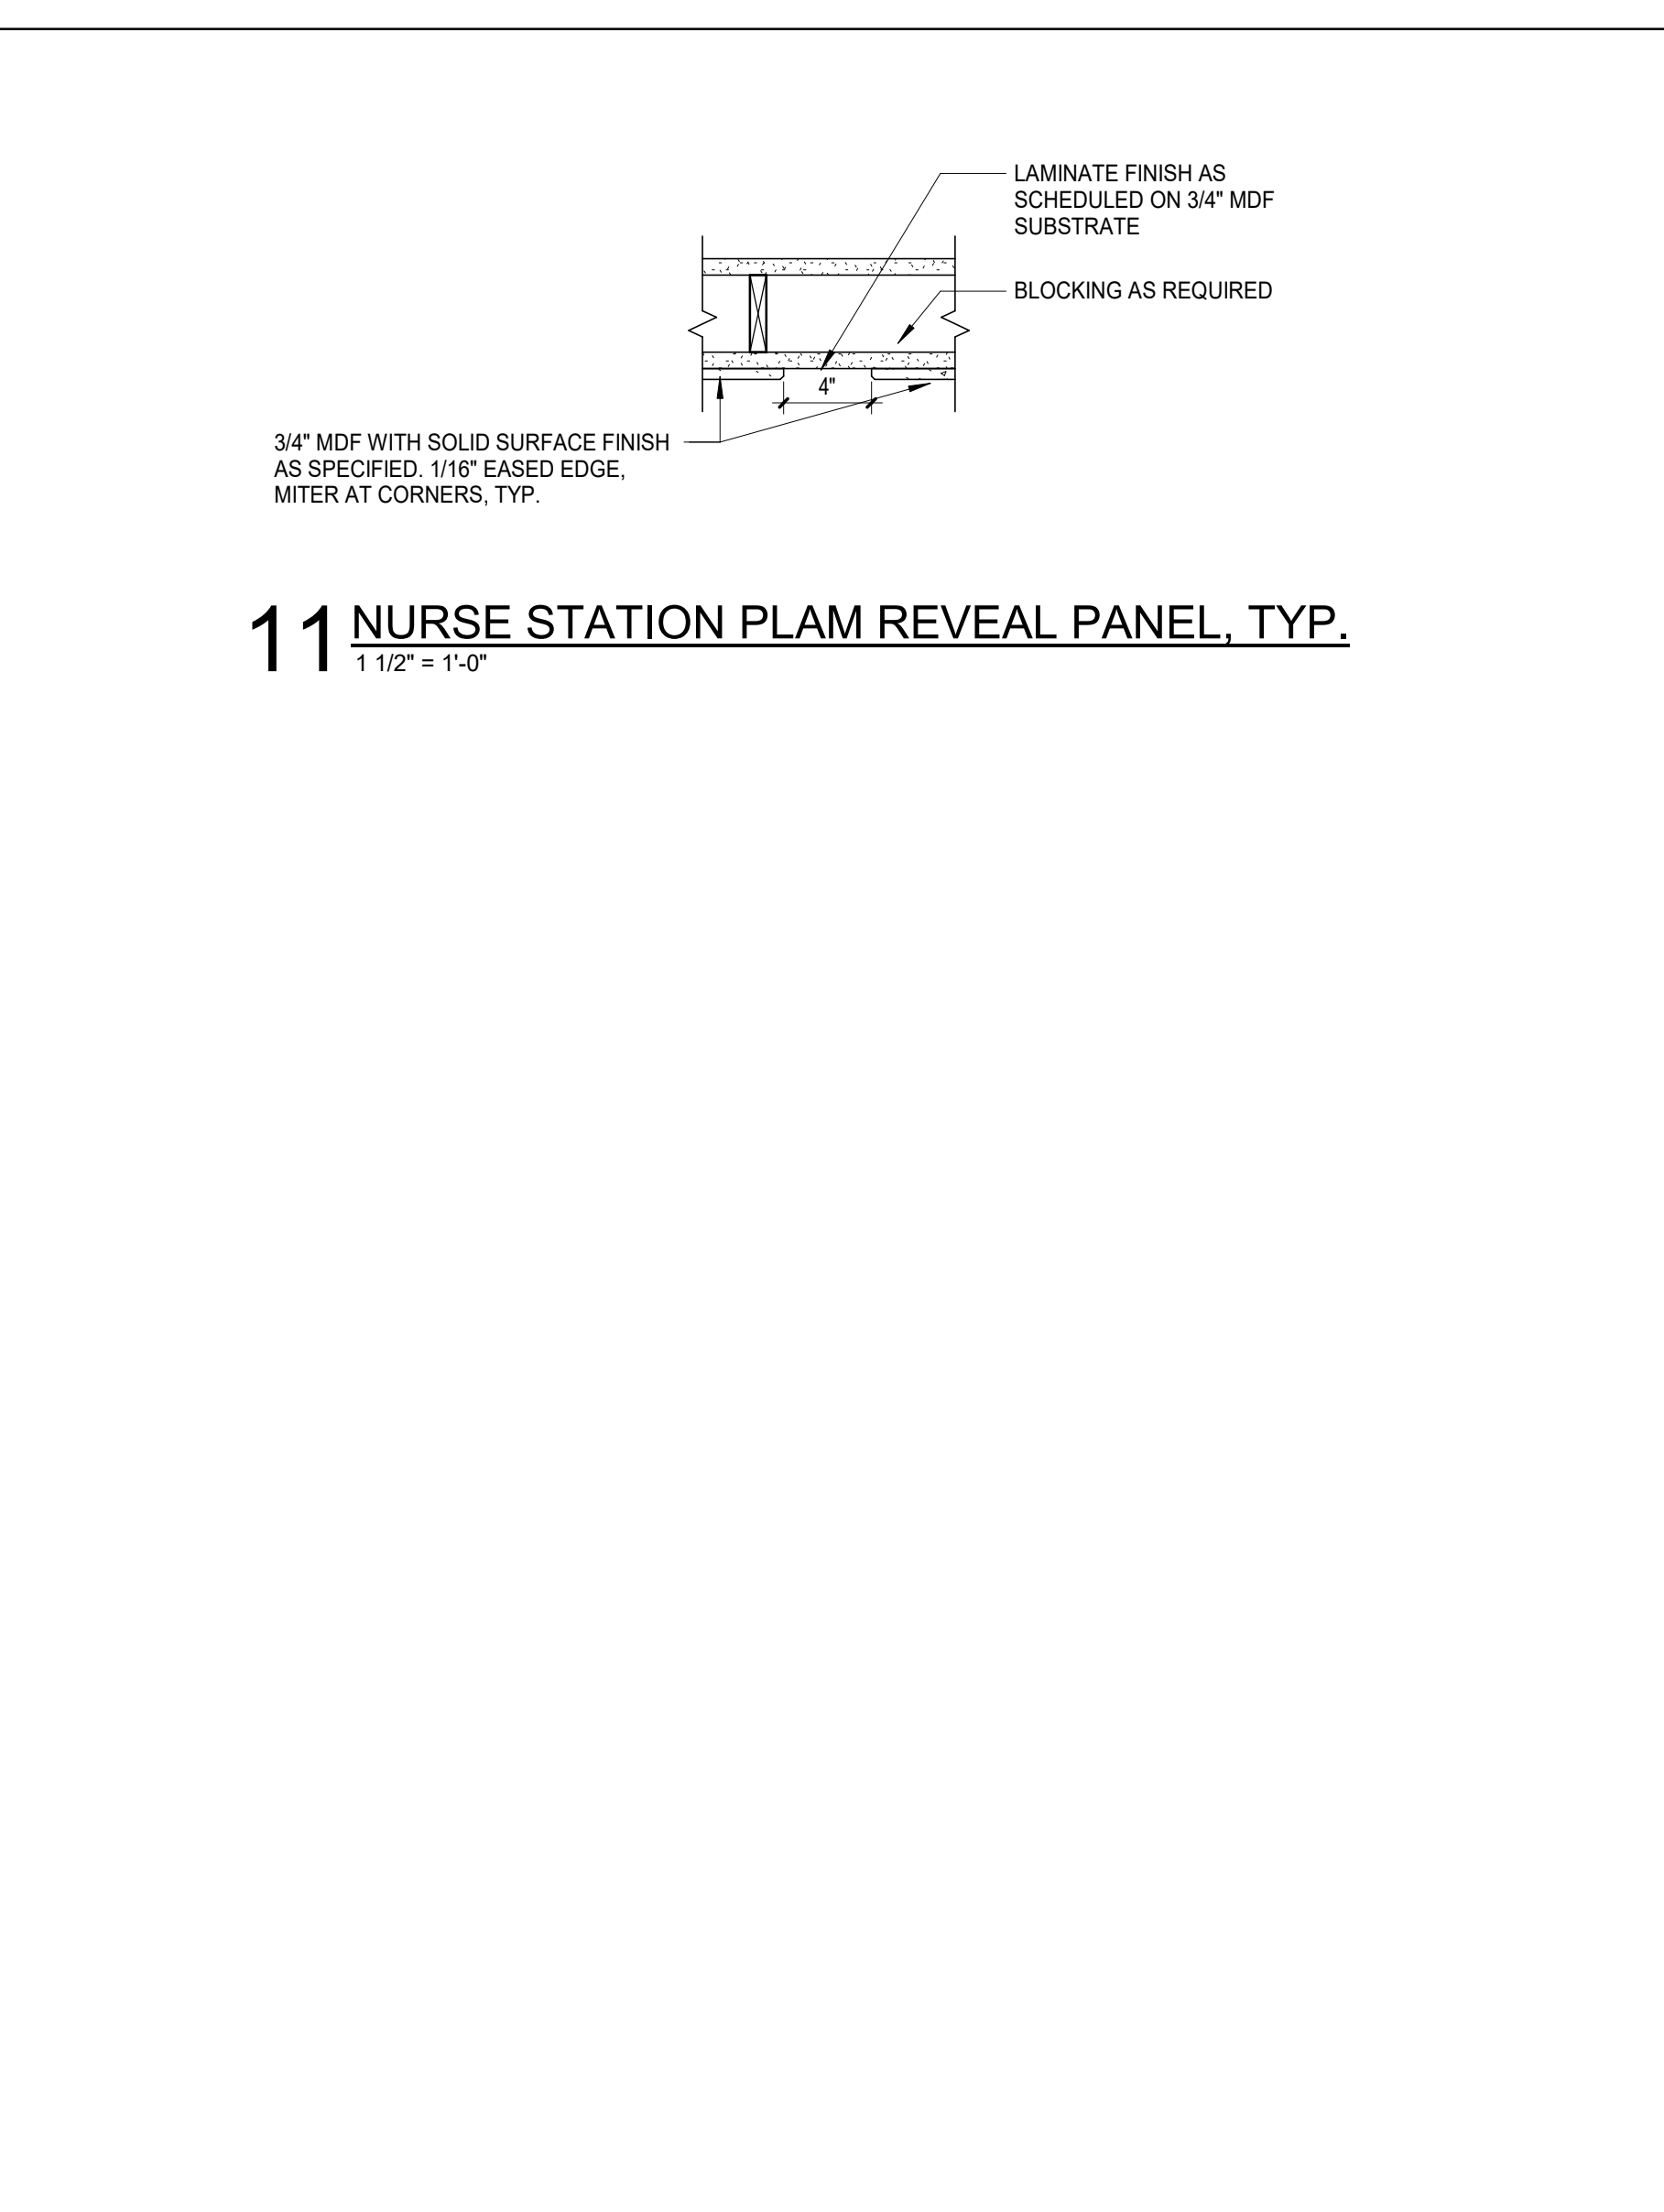 LAMINATE FINISH AS
SCHEDULED ON 3/4" MDF
SUBSTRATE
BLOCKING AS REQUIRED
4"
3/4" MDF WITH SOLID SURFACE FINISH
AS SPECIFIED. 1/16" EASED EDGE,
MITER AT CORNERS, TYP.
11 NURSE STATION PLAM REVEAL PANEL, TYP.
1 1/2" = 1'-0"